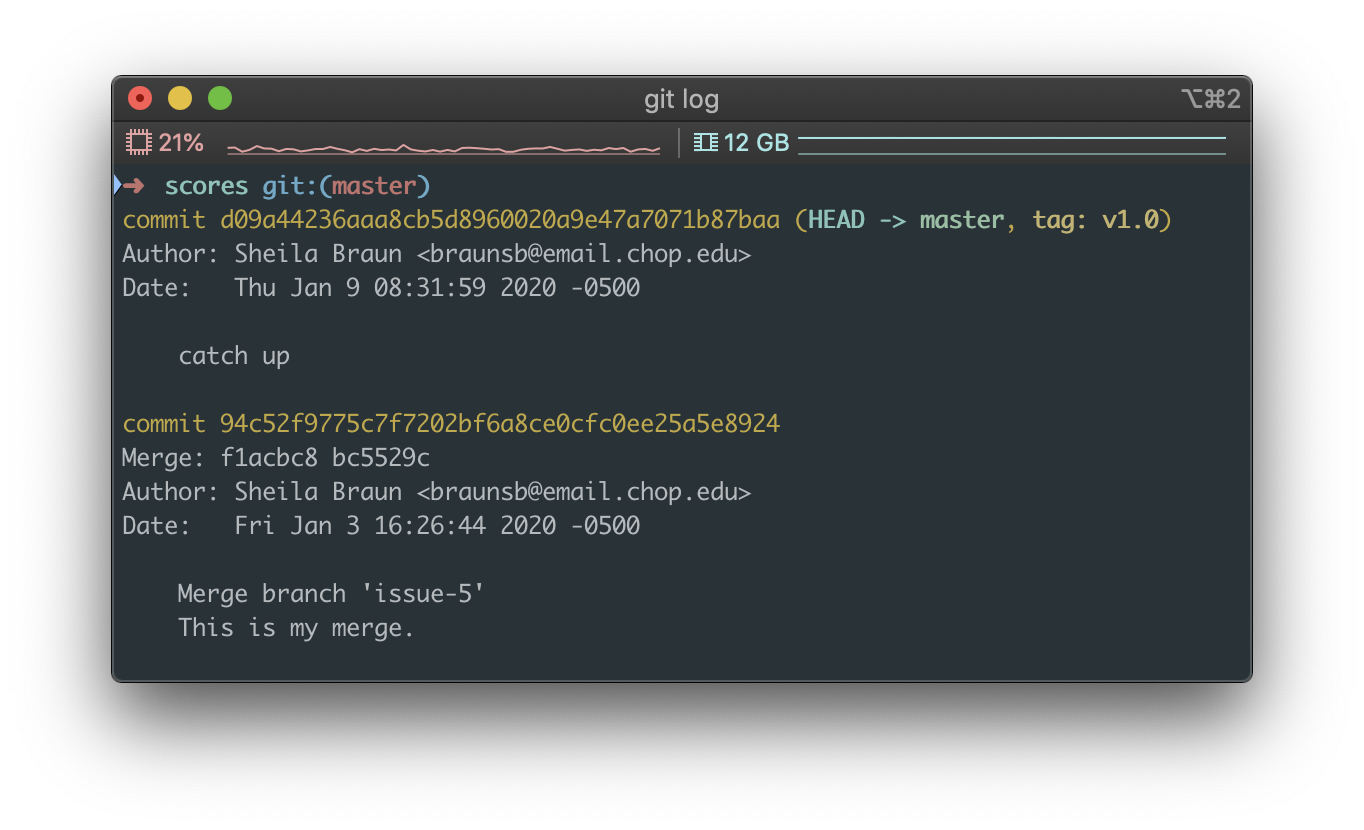 git log
⌥⌘2
21%
12 GB
➜  scores git:(master)
commit d09a44236aaa8cb5d8960020a9e47a7071b87baa (HEAD -> master, tag: v1.0)
Author: Sheila Braun <braunsb@email.chop.edu>
Date:   Thu Jan 9 08:31:59 2020 -0500
    catch up
commit 94c52f9775c7f7202bf6a8ce0cfc0ee25a5e8924
Merge: f1acbc8 bc5529c
Author: Sheila Braun <braunsb@email.chop.edu>
Date:   Fri Jan 3 16:26:44 2020 -0500
    Merge branch 'issue-5'
    This is my merge.